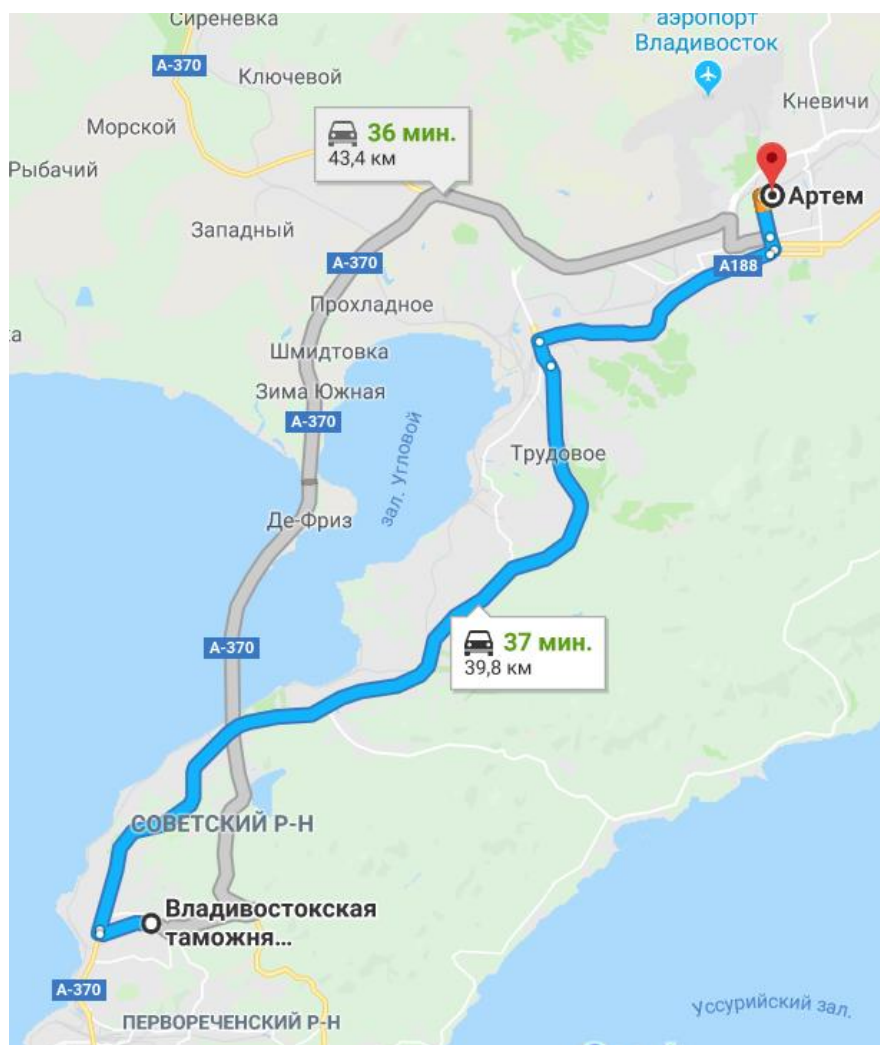 Сиреневка
аэропорт
Владивосток
А-370
Ключевой
Кневичи
Морской
36 мин.
43,4 км
Рыбачий
Артем
Западный
А-370
А188
Прохладное
Шмидтовка
Зима Южная
А-370
зал. Угловой
Трудовое
Де-Фриз
37 мин.
39,8 км
А-370
СОВЕТСКИЙ Р-Н
Владивостокская
таможня...
А-370
Уссурийский зал.
ПЕРВОРЕЧЕНСКИЙ Р-Н